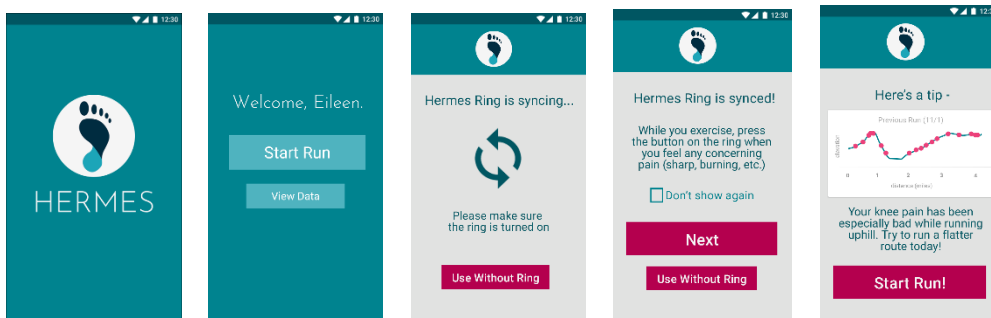 12:30
HERMES
12:30
Welcome, Eileen.
Start Run
View Data
12:30
Hermes Ring is syncing...
Please make sure
the ring is turned on
Use Without Ring
12:30
Hermes Ring is synced!
While you exercise, press
the button on the ring when
you feel any concerning
pain (sharp, burning, etc.)
Don't show again
Next
Use Without Ring
12:3
Here's a tip -
Previous Run (11/1)
elevation
0 1 2 3 4
distance (miles)
Your knee pain has been
especially bad while running
uphill. Try to run a flatter
route today!
Start Run!